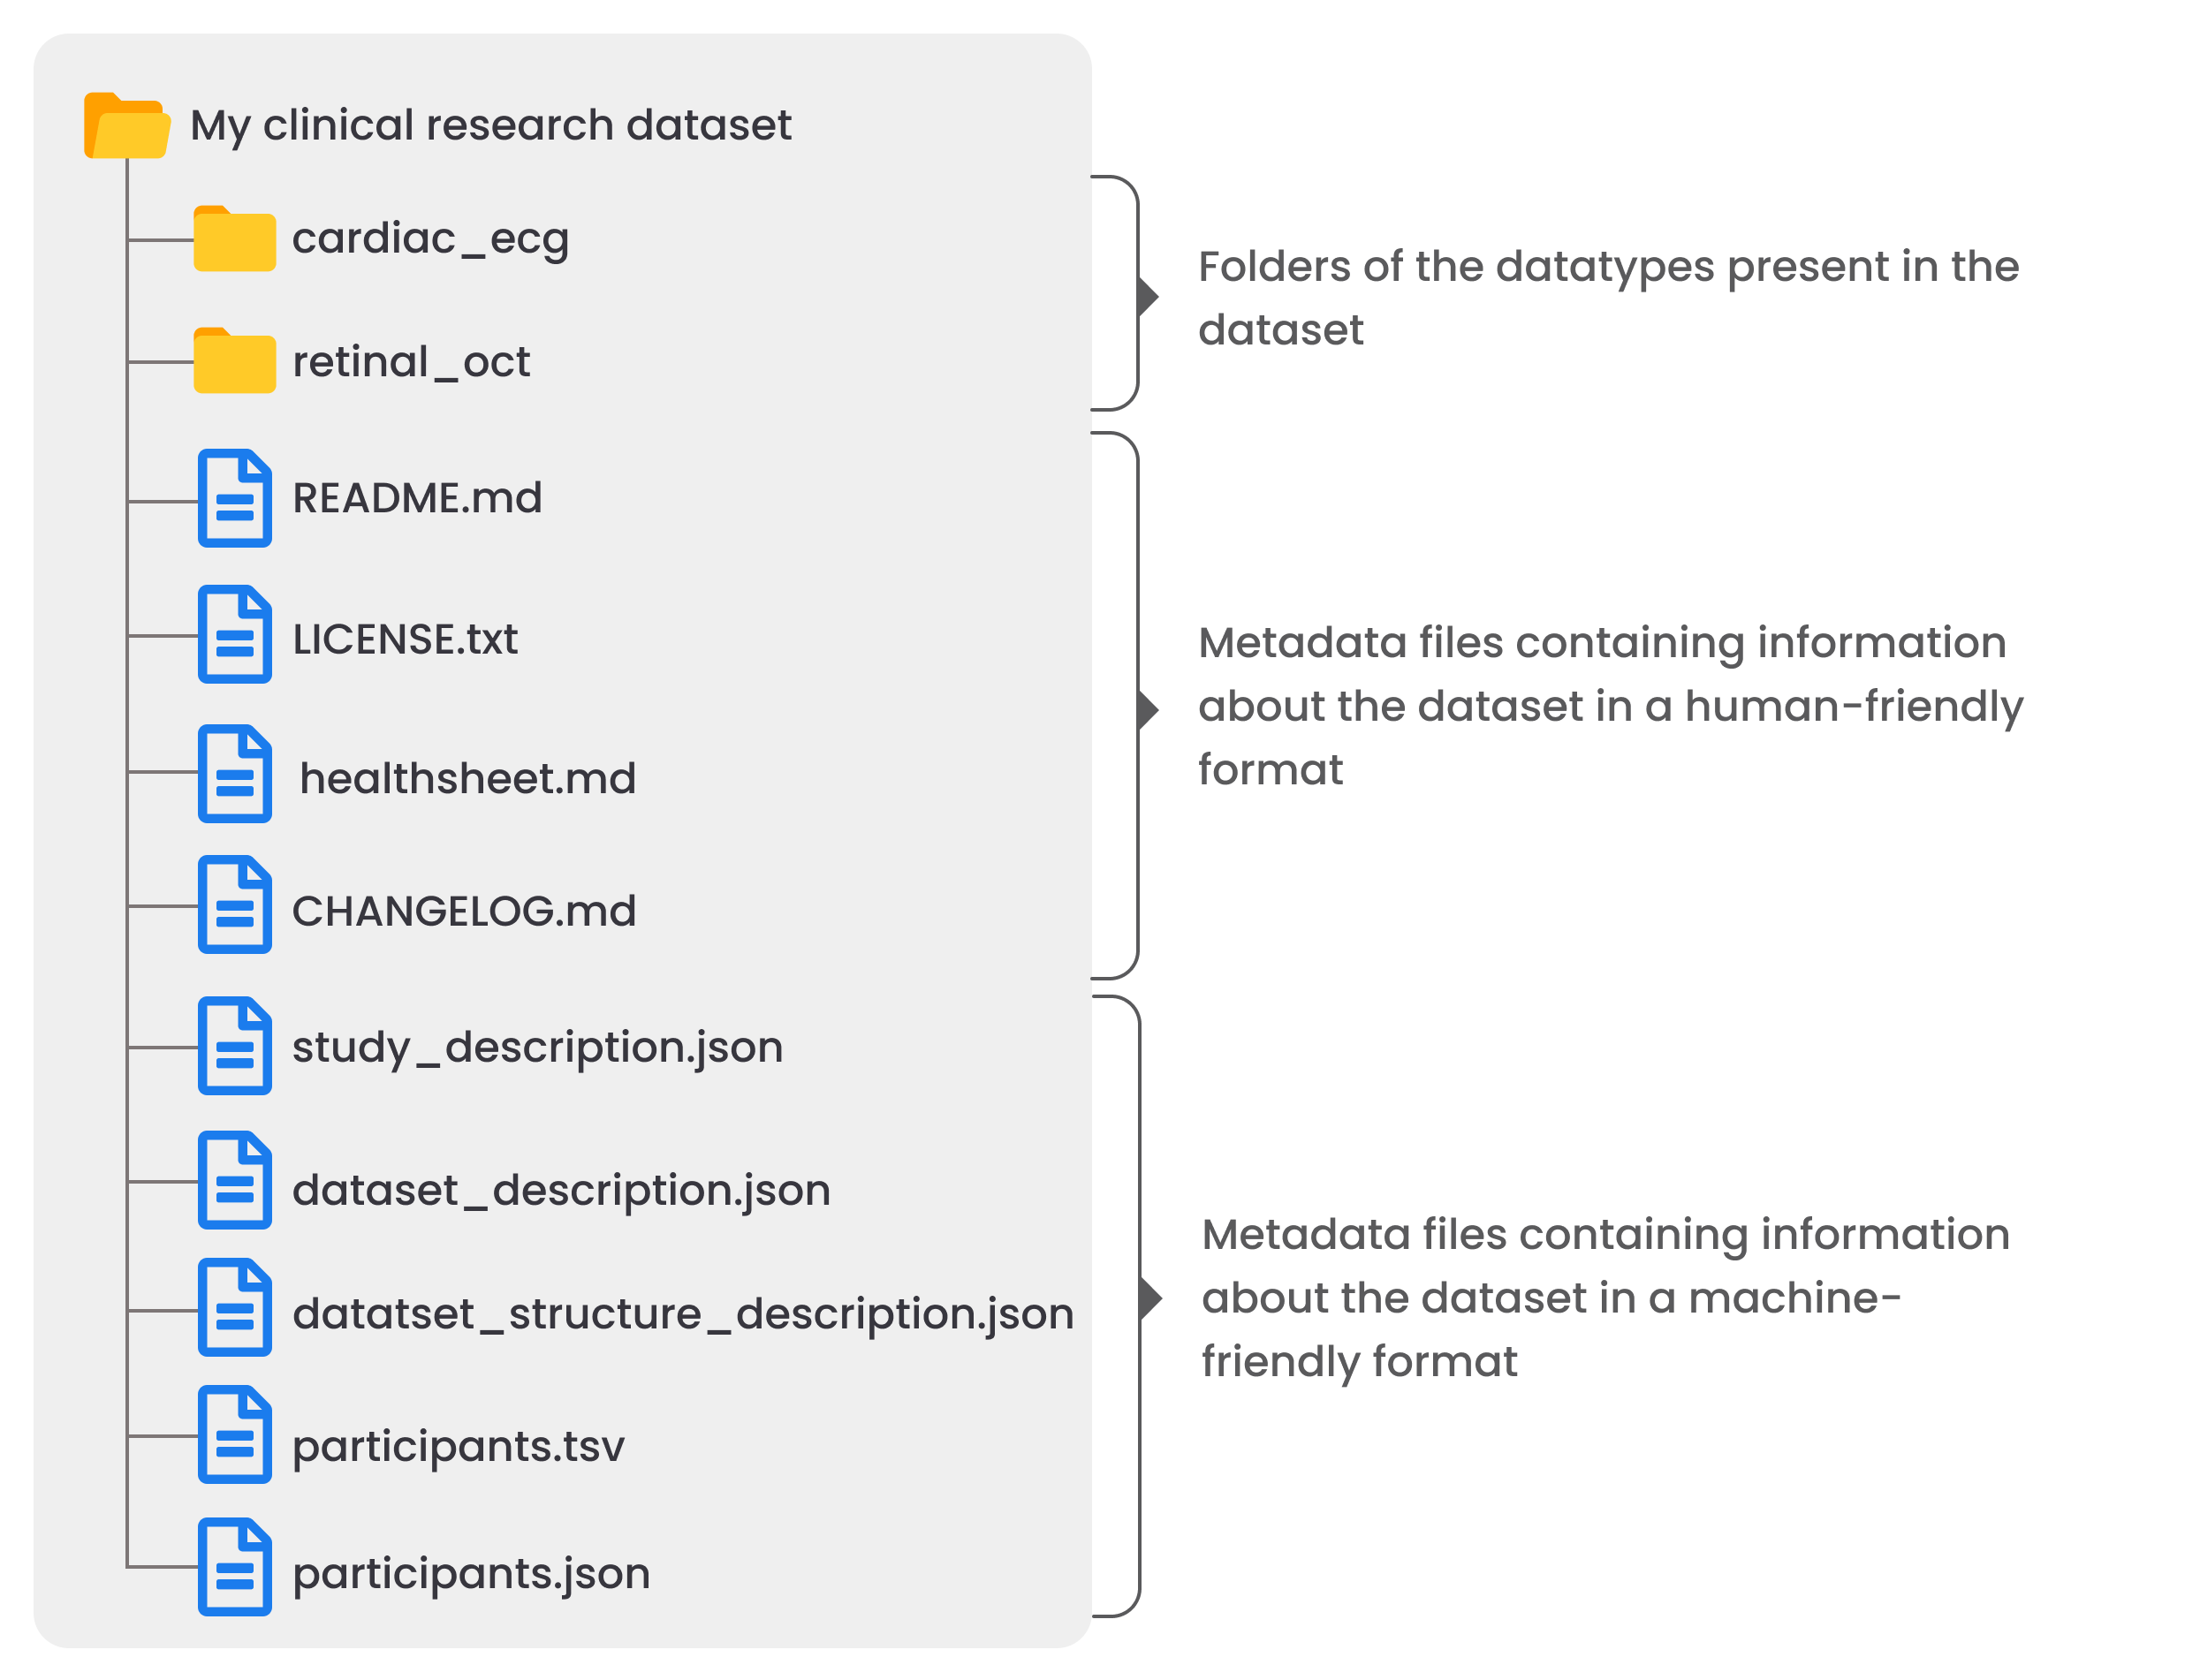 My clinical research dataset
cardiac_ecg
retinal_oct
README.md
LICENSE.txt
healthsheet.md
CHANGELOG.md
study_description.json
dataset_description.json
datatset_structure_description.json
participants.tsv
participants.json
Folders of the datatypes present in the
dataset
Metadata files containing information
about the dataset in a human-friendly
format
Metadata files containing information
about the dataset in a machine-
friendly format